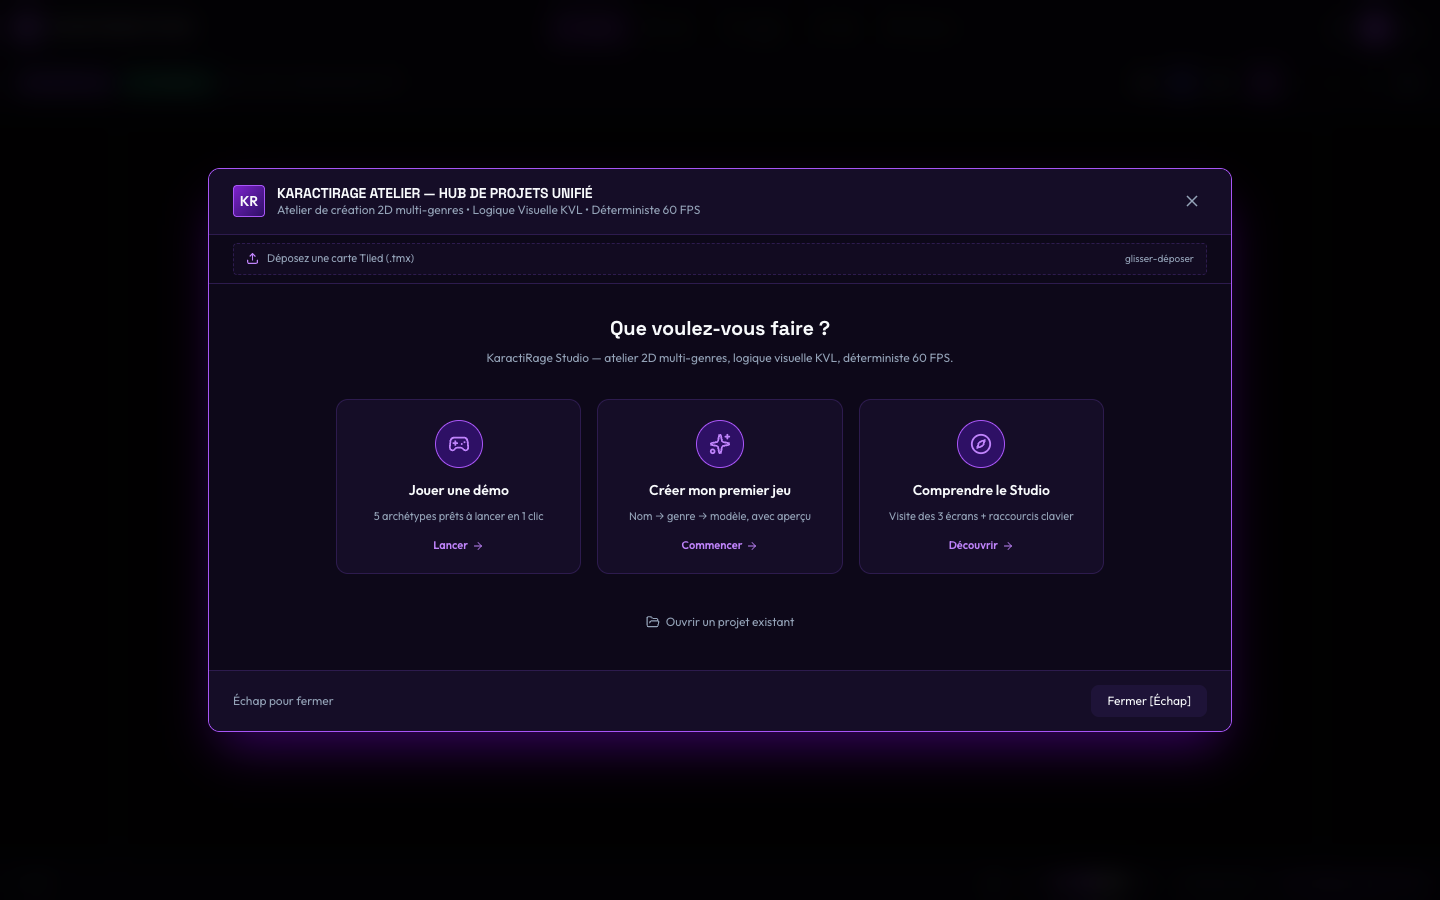 KR
KARACTIRAGE ATELIER — HUB DE PROJETS UNIFIÉ
Atelier de création 2D multi-genres • Logique Visuelle KVL • Déterministe 60 FPS
Déposez une carte Tiled (.tmx)
glisser-déposer
Que voulez-vous faire ?
KaractiRage Studio — atelier 2D multi-genres, logique visuelle KVL, déterministe 60 FPS.
Jouer une démo
5 archétypes prêts à lancer en 1 clic
Lancer →
Créer mon premier jeu
Nom → genre → modèle, avec aperçu
Commencer →
Comprendre le Studio
Visite des 3 écrans + raccourcis clavier
Découvrir →
Ouvrir un projet existant
Échap pour fermer
Fermer [Échap]